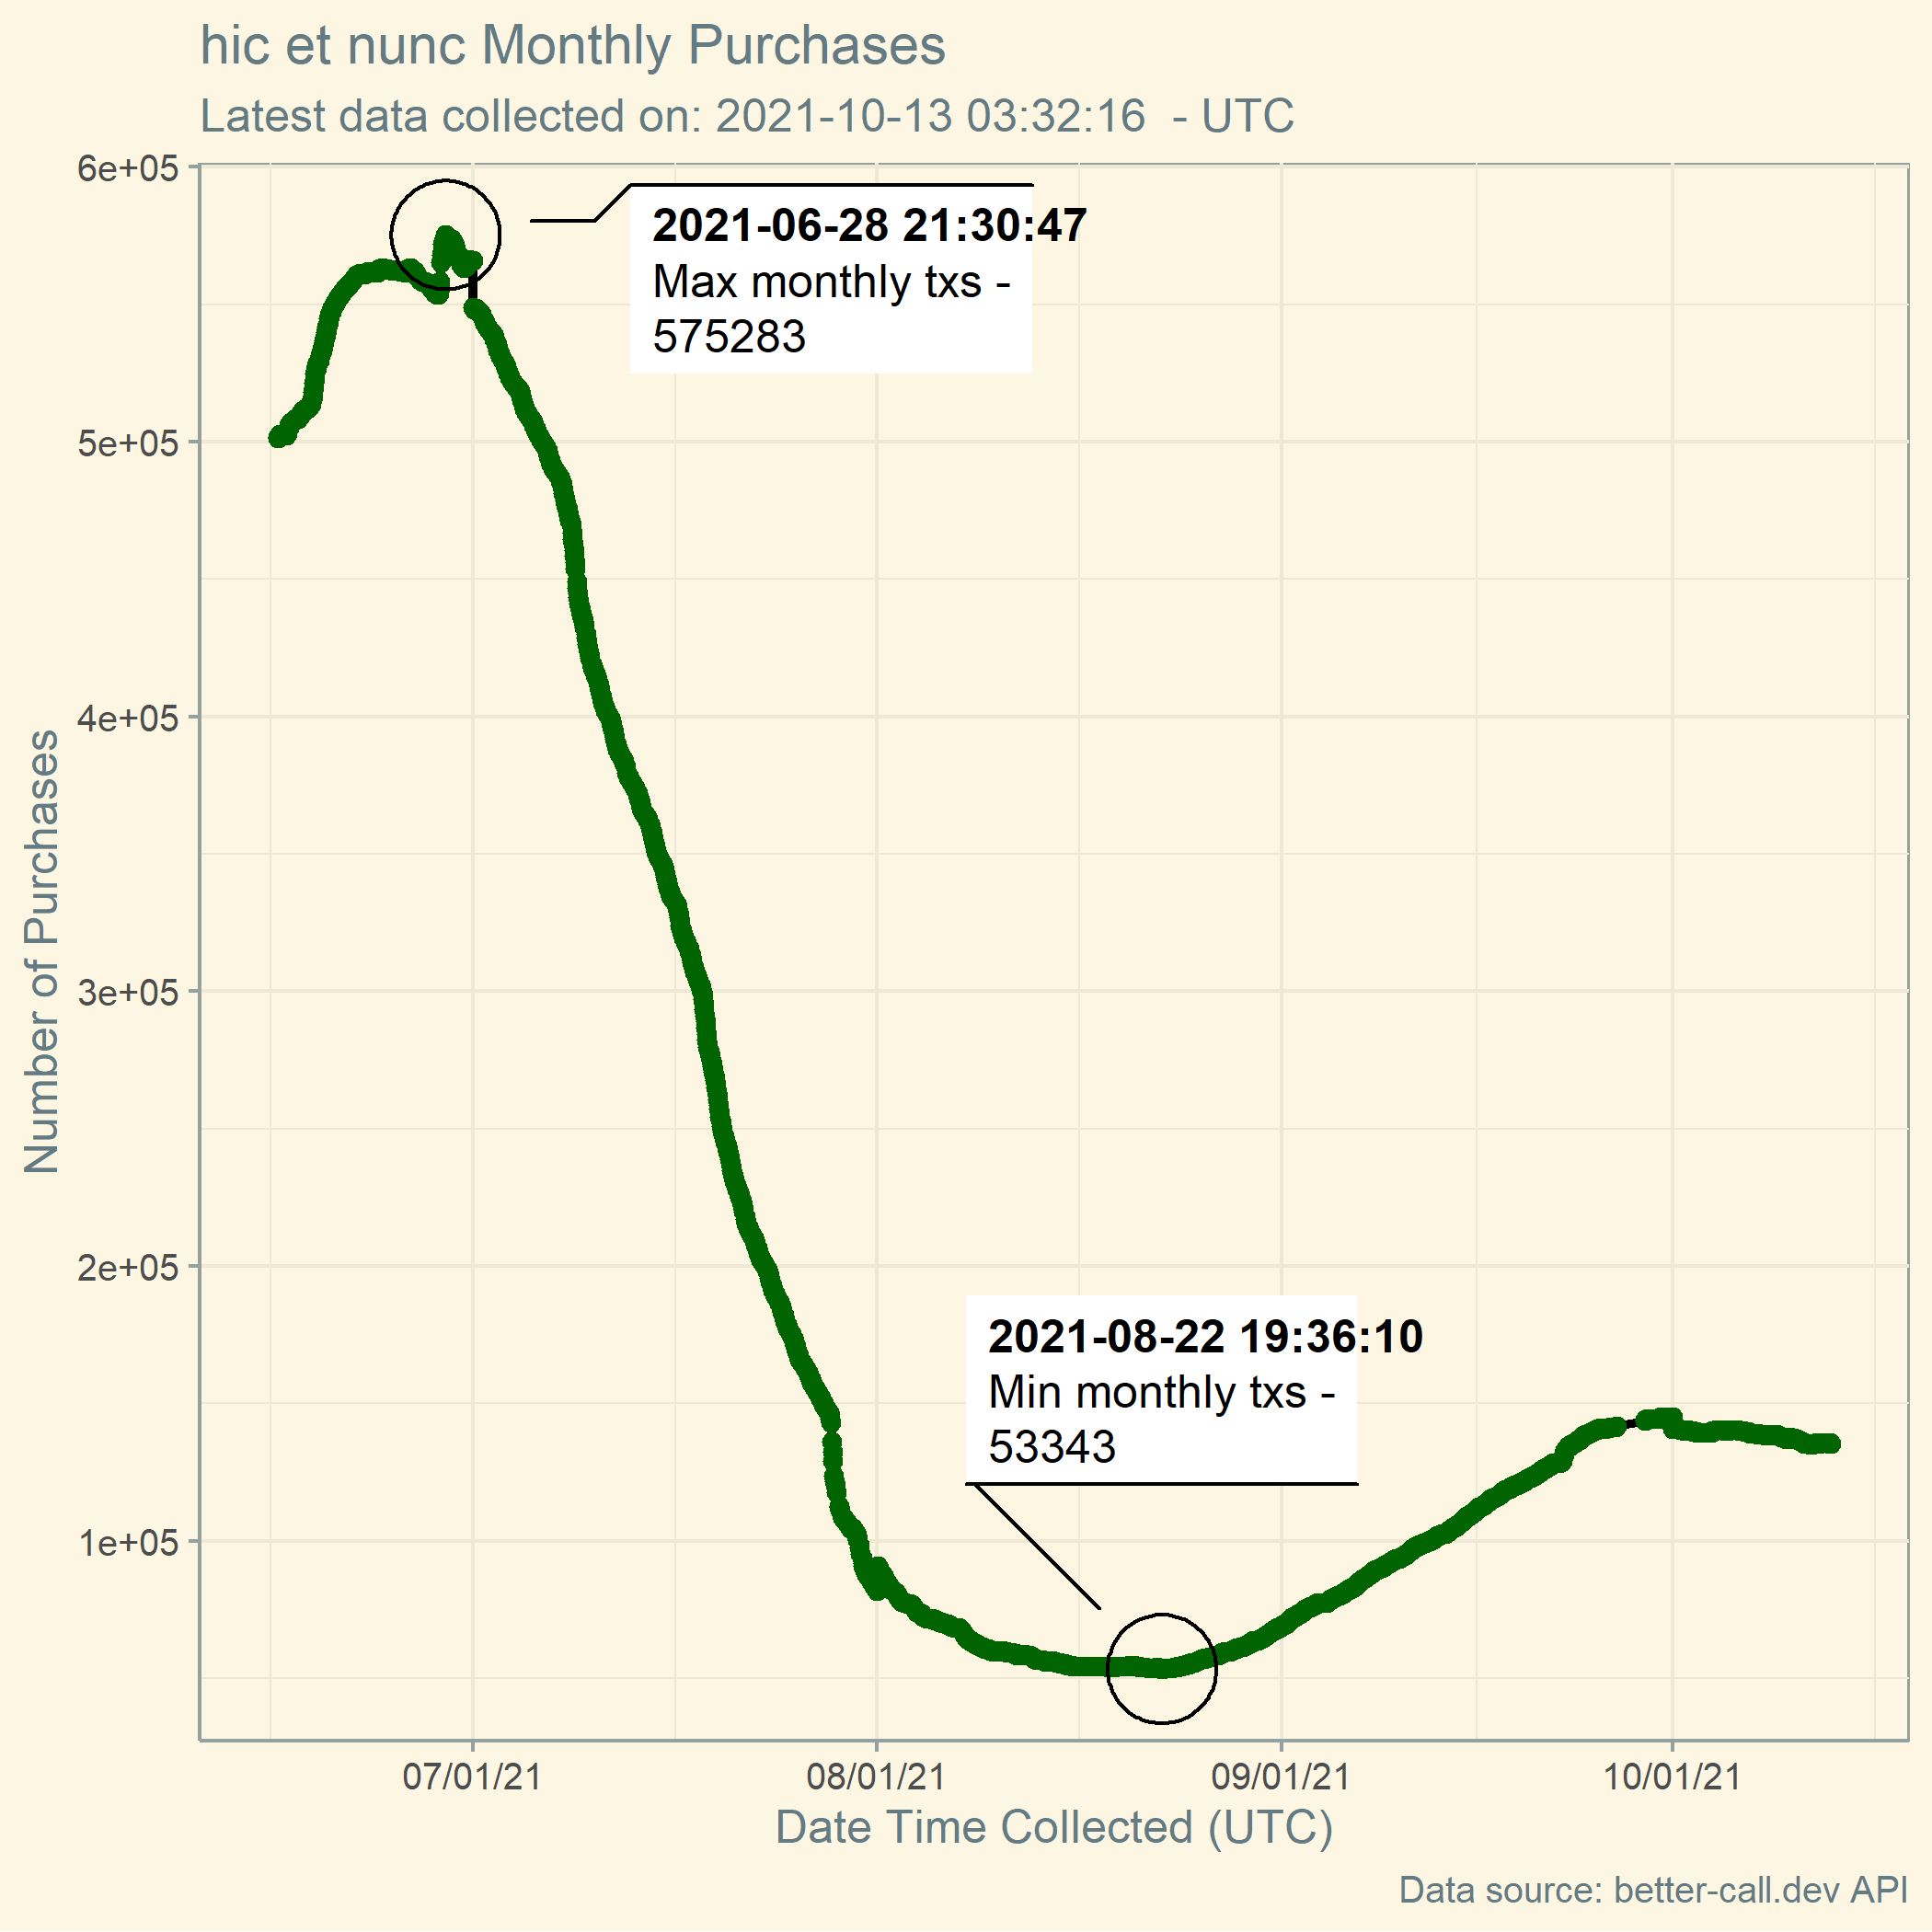 hic et nunc Monthly Purchases
Latest data collected on: 2021-10-13 03:32:16  - UTC
6e+05
5e+05
4e+05
3e+05
2e+05
1e+05
Number of Purchases
2021-06-28 21:30:47
Max monthly txs -
575283
2021-08-22 19:36:10
Min monthly txs -
53343
07/01/21
08/01/21
09/01/21
10/01/21
Date Time Collected (UTC)
Data source: better-call.dev API